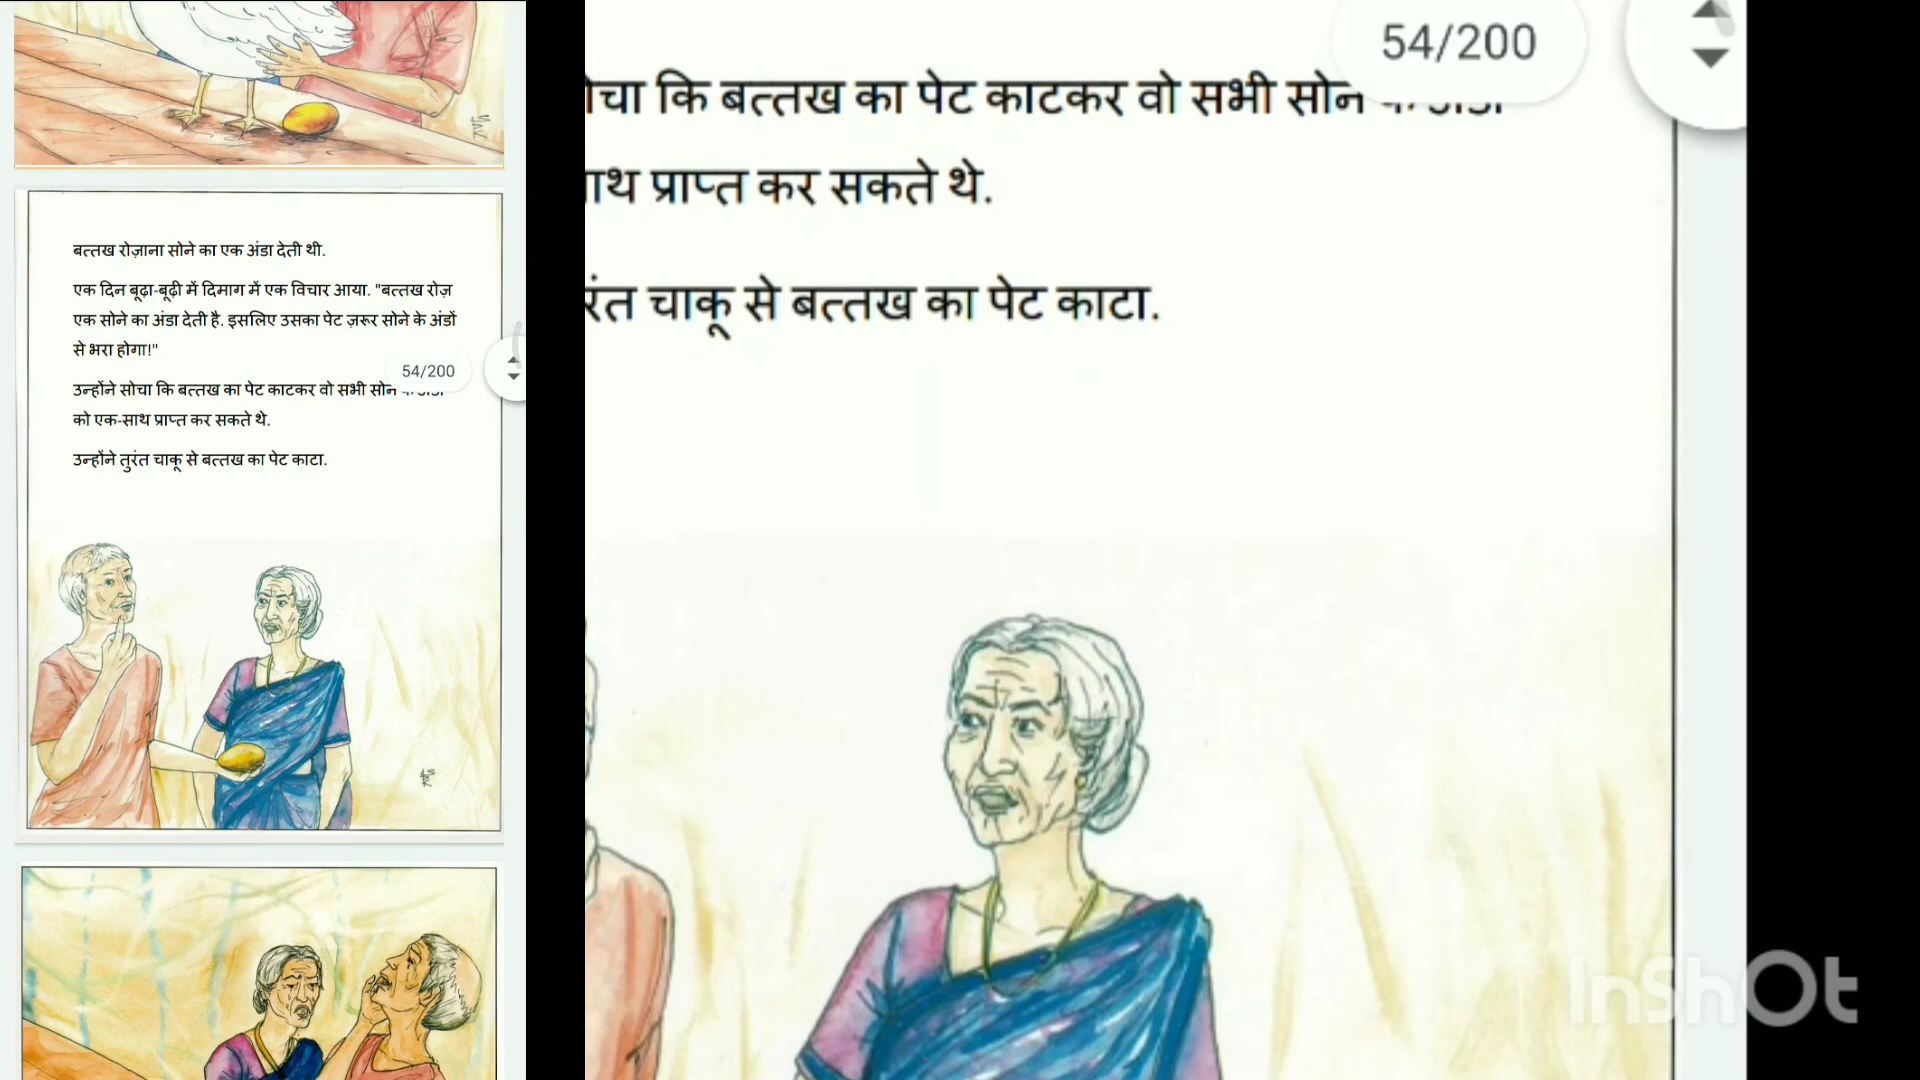 बत्तख रोज़ाना सोने का एक अंडा देती थी.
एक दिन बूढ़ा-बूढ़ी में दिमाग में एक विचार आया. "बत्तख रोज़
एक सोने का अंडा देती है. इसलिए उसका पेट ज़रूर सोने के अंडों
से भरा होगा!"
54/200
उन्होंने सोचा कि बत्तख का पेट काटकर वो सभी
को एक-साथ प्राप्त कर सकते थे.
उन्होंने तुरंत चाकू से बत्तख का पेट काटा.
54/200
कि बत्तख का पेट काटकर वो सभी
प्राप्त कर सकते थे.
चाकू से बत्तख का पेट काटा.
InShOt